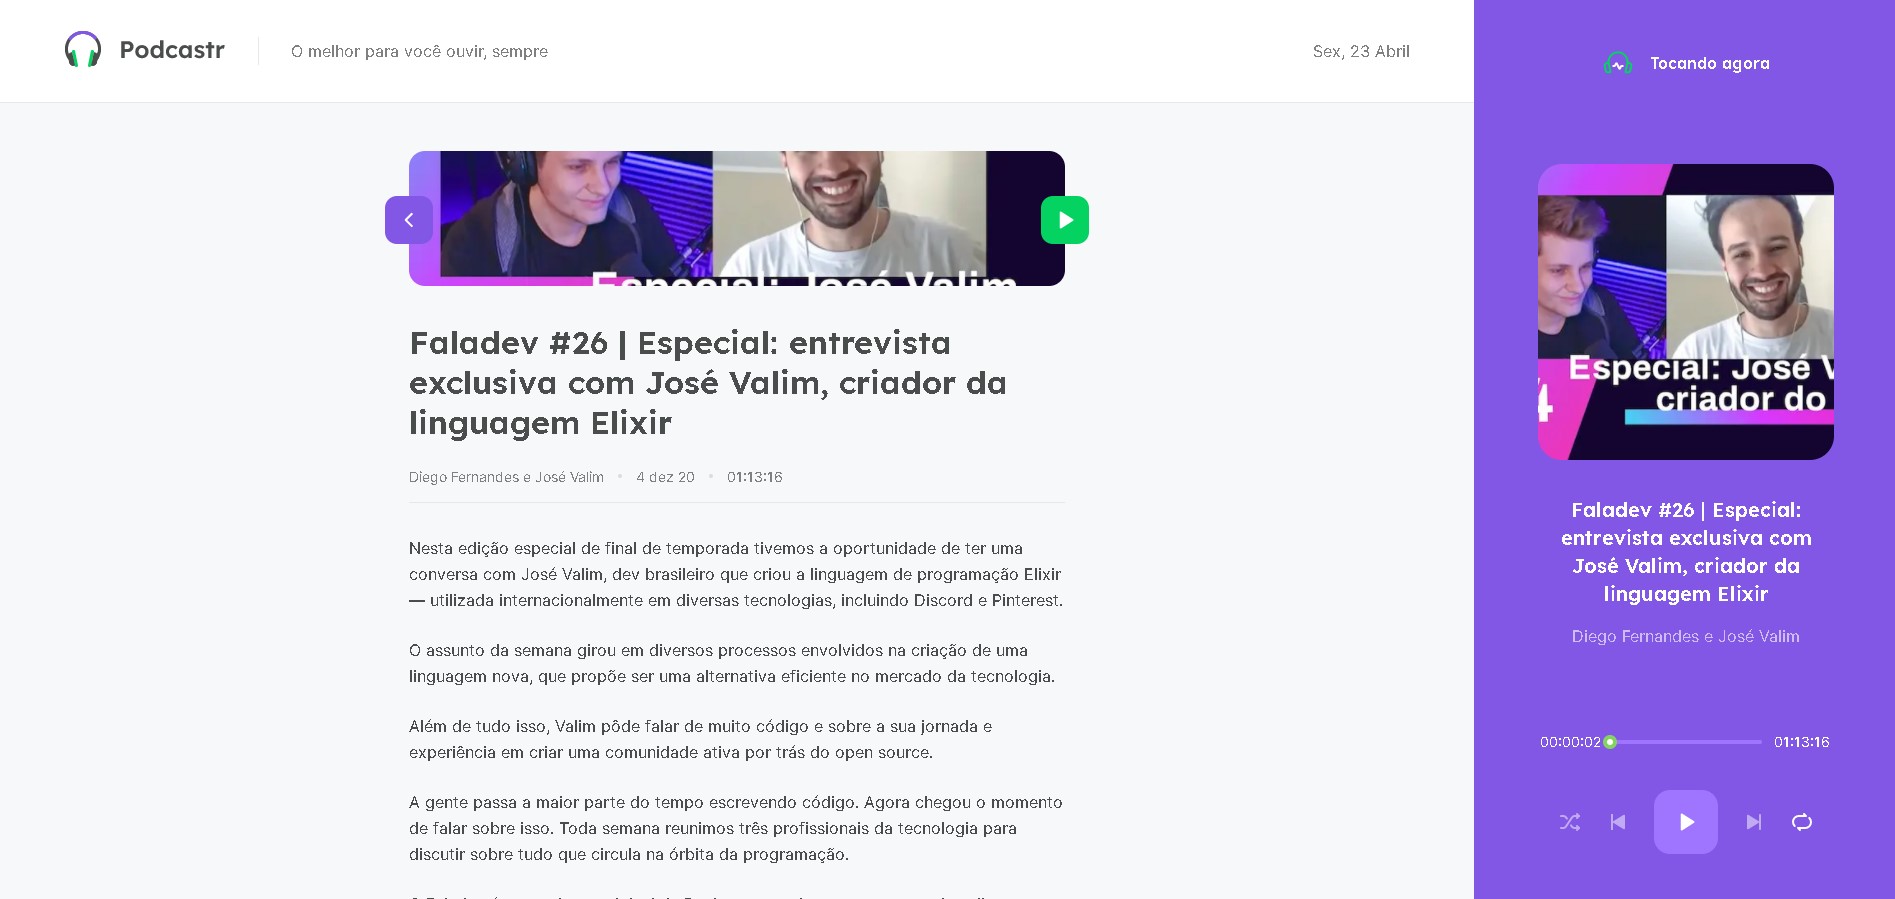 Podcastr
O melhor para você ouvir, sempre
Sex, 23 Abril
Especial: José Valim
Faladev #26 | Especial: entrevista
exclusiva com José Valim, criador da
linguagem Elixir
Diego Fernandes e José Valim • 4 dez 20 • 01:13:16
Nesta edição especial de final de temporada tivemos a oportunidade de ter uma
conversa com José Valim, dev brasileiro que criou a linguagem de programação Elixir
— utilizada internacionalmente em diversas tecnologias, incluindo Discord e Pinterest.
O assunto da semana girou em diversos processos envolvidos na criação de uma
linguagem nova, que propõe ser uma alternativa eficiente no mercado da tecnologia.
Além de tudo isso, Valim pôde falar de muito código e sobre a sua jornada e
experiência em criar uma comunidade ativa por trás do open source.
A gente passa a maior parte do tempo escrevendo código. Agora chegou o momento
de falar sobre isso. Toda semana reunimos três profissionais da tecnologia para
discutir sobre tudo que circula na órbita da programação.
Tocando agora
Especial: José V
criador do
4
Faladev #26 | Especial:
entrevista exclusiva com
José Valim, criador da
linguagem Elixir
Diego Fernandes e José Valim
00:00:02
01:13:16